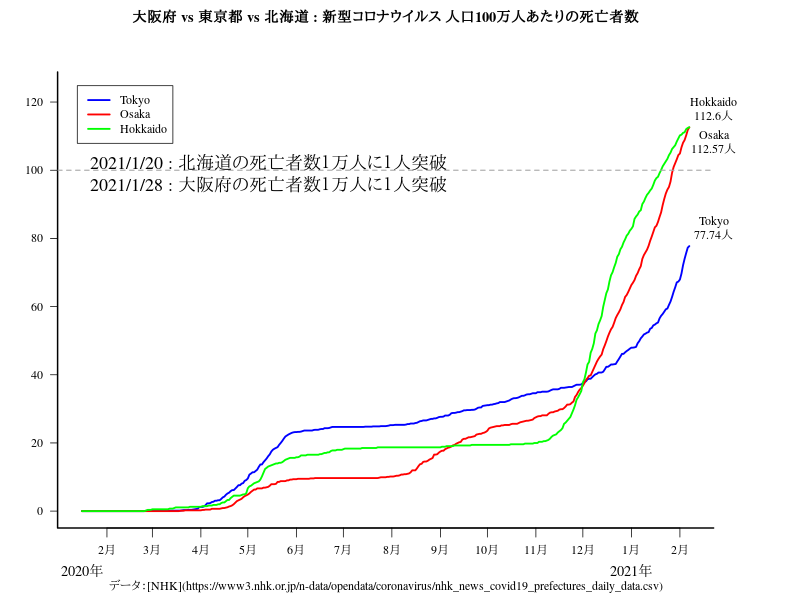 大阪府 vs 東京都 vs 北海道 : 新型コロナウイルス 人口100万人あたりの死亡者数
Tokyo
Osaka
Hokkaido
2021/1/20 : 北海道の死亡者数1万人に1人突破
2021/1/28 : 大阪府の死亡者数1万人に1人突破
Hokkaido
112.6人
Osaka
112.57人
Tokyo
77.74人
120
100
80
60
40
20
0
2月 3月 4月 5月 6月 7月 8月 9月 10月 11月 12月 1月 2月
2020年 2021年
データ:[NHK](https://www3.nhk.or.jp/n-data/opendata/coronavirus/nhk_news_covid19_prefectures_daily_data.csv)